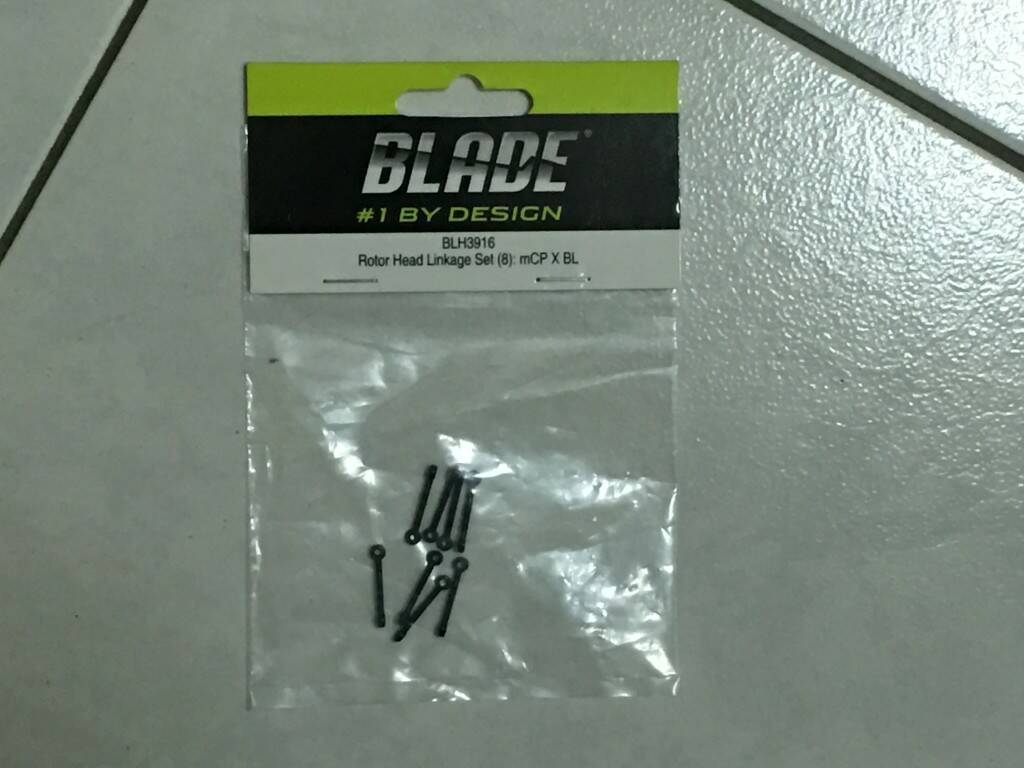 BLADE®
#1 BY DESIGN
BLH3916
Rotor Head Linkage Set (8): mCP X BL